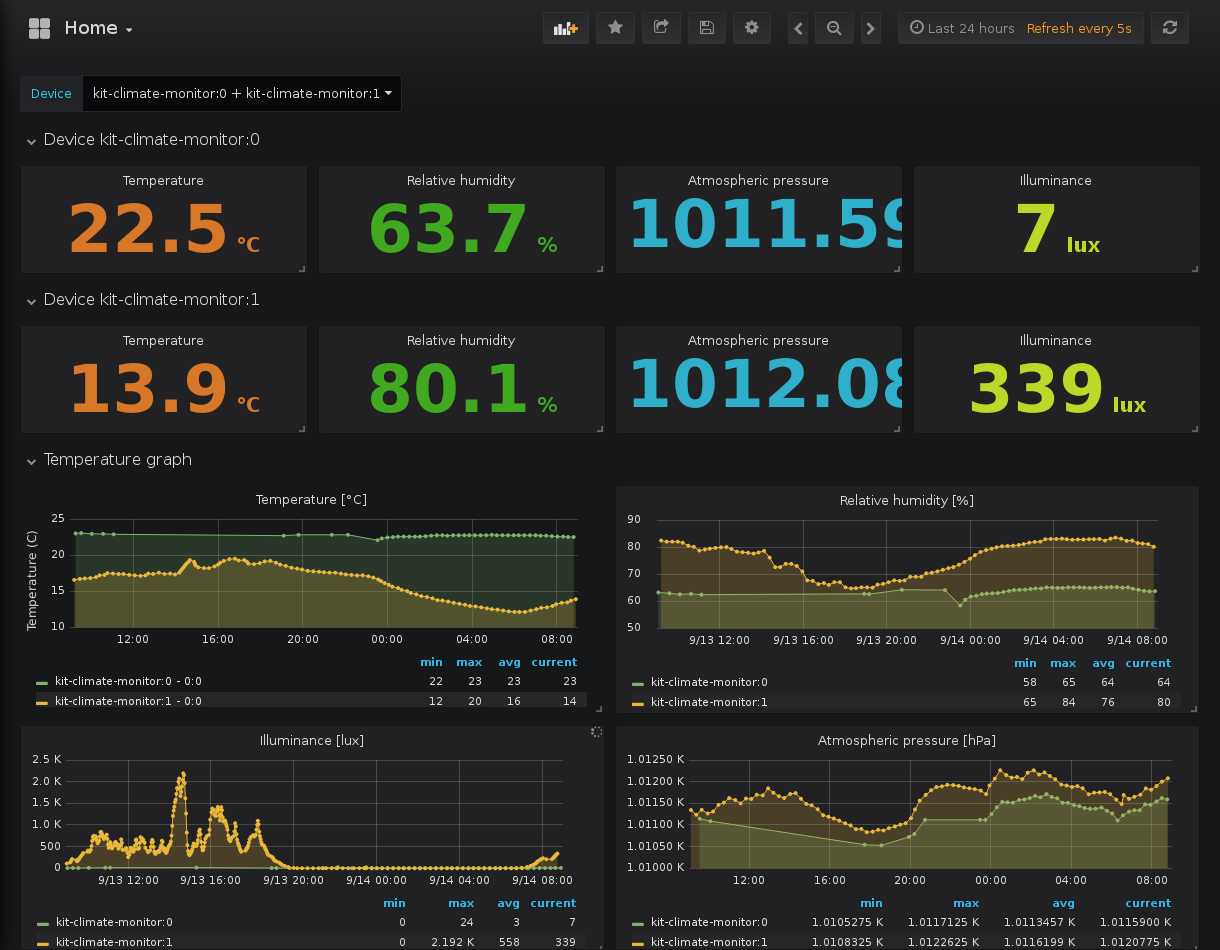 Home
Last 24 hours Refresh every 5s
Device kit-climate-monitor:0 + kit-climate-monitor:1
Device kit-climate-monitor:0
Temperature Relative humidity Atmospheric pressure Illuminance
22.5 °C 63.7 % 1011.59 7 lux
Device kit-climate-monitor:1
Temperature Relative humidity Atmospheric pressure Illuminance
13.9 °C 80.1 % 1012.08 339 lux
Temperature graph
Temperature [°C]
Temperature (C)
25
20
15
10
12:00 16:00 20:00 00:00 04:00 08:00
min max avg current
kit-climate-monitor:0 - 0:0 22 23 23 23
kit-climate-monitor:1 - 0:0 12 20 16 14
Relative humidity [%]
90
80
70
60
50
9/13 12:00 9/13 16:00 9/13 20:00 9/14 00:00 9/14 04:00 9/14 08:00
min max avg current
kit-climate-monitor:0 58 65 64 64
kit-climate-monitor:1 65 84 76 80
Illuminance [lux]
2.5 K
2.0 K
1.5 K
1.0 K
500
0
9/13 12:00 9/13 16:00 9/13 20:00 9/14 00:00 9/14 04:00 9/14 08:00
min max avg current
kit-climate-monitor:0 0 24 3 7
kit-climate-monitor:1 0 2.192 K 558 339
Atmospheric pressure [hPa]
1.01250 K
1.01200 K
1.01150 K
1.01100 K
1.01050 K
1.01000 K
12:00 16:00 20:00 00:00 04:00 08:00
min max avg current
kit-climate-monitor:0 1.0105275 K 1.0117125 K 1.0113457 K 1.0115900 K
kit-climate-monitor:1 1.0108325 K 1.0122625 K 1.0116199 K 1.0120775 K